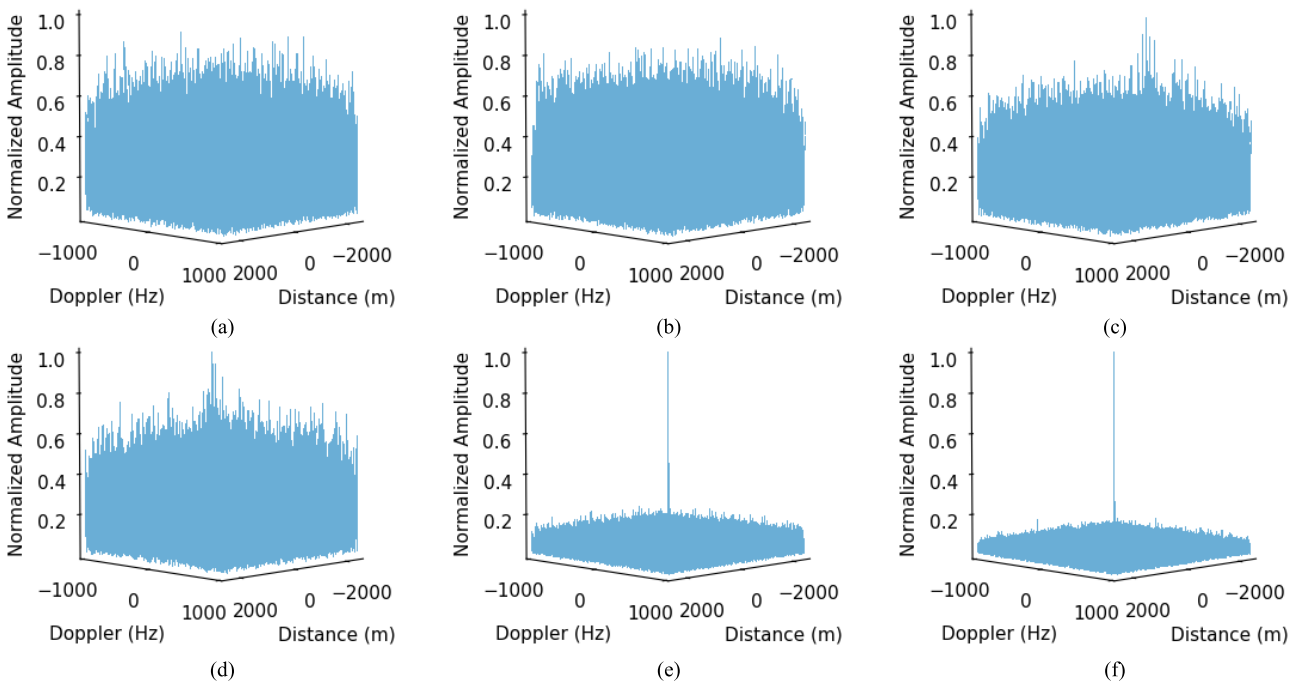 1.0 1.0 1.0
0.8 0.8 0.8
0.6 0.6 0.6
0.4 0.4 0.4
0.2 0.2 0.2
Normalized Amplitude Normalized Amplitude Normalized Amplitude
−1000 0 1000 2000 0 −2000 −1000 0 1000 2000 0 −2000 −1000 0 1000 2000 0 −2000
Doppler (Hz) Distance (m) Doppler (Hz) Distance (m) Doppler (Hz) Distance (m)
(a) (b) (c)
1.0 1.0 1.0
0.8 0.8 0.8
0.6 0.6 0.6
0.4 0.4 0.4
0.2 0.2 0.2
Normalized Amplitude Normalized Amplitude Normalized Amplitude
−1000 0 1000 2000 0 −2000 −1000 0 1000 2000 0 −2000 −1000 0 1000 2000 0 −2000
Doppler (Hz) Distance (m) Doppler (Hz) Distance (m) Doppler (Hz) Distance (m)
(d) (e) (f)